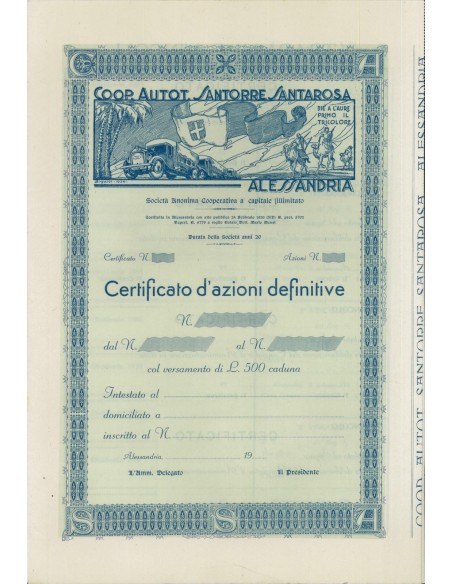 C A
COOP. AUTOT. SANTORRE SANTAROSA
DIE A L'AURE
PRIMO IL
TRICOLORE
ALESSANDRIA
Società Anonima Cooperativa a capitale illimitato
Durata della Società anni 20
Certificato N.
Azioni N.
Certificato d'azioni definitive
N.
dal N. al N.
col versamento di L. 500 caduna
Intestato al
domiciliato a
inscritto al N.
Alessandria, 19
L'Amm. Delegato Il Presidente
S S A
COOP. AUTOT. SANTORRE SANTAROSA ALESSANDRIA